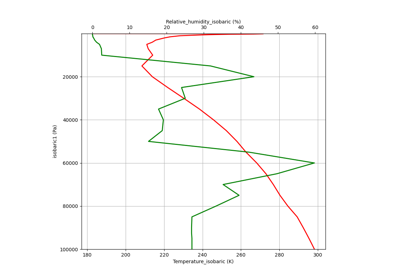 Relative_humidity_isobaric (%)
0 10 20 30 40 50 60
20000
40000
60000
80000
100000
isobaric1 (Pa)
180 200 220 240 260 280 300
Temperature_isobaric (K)